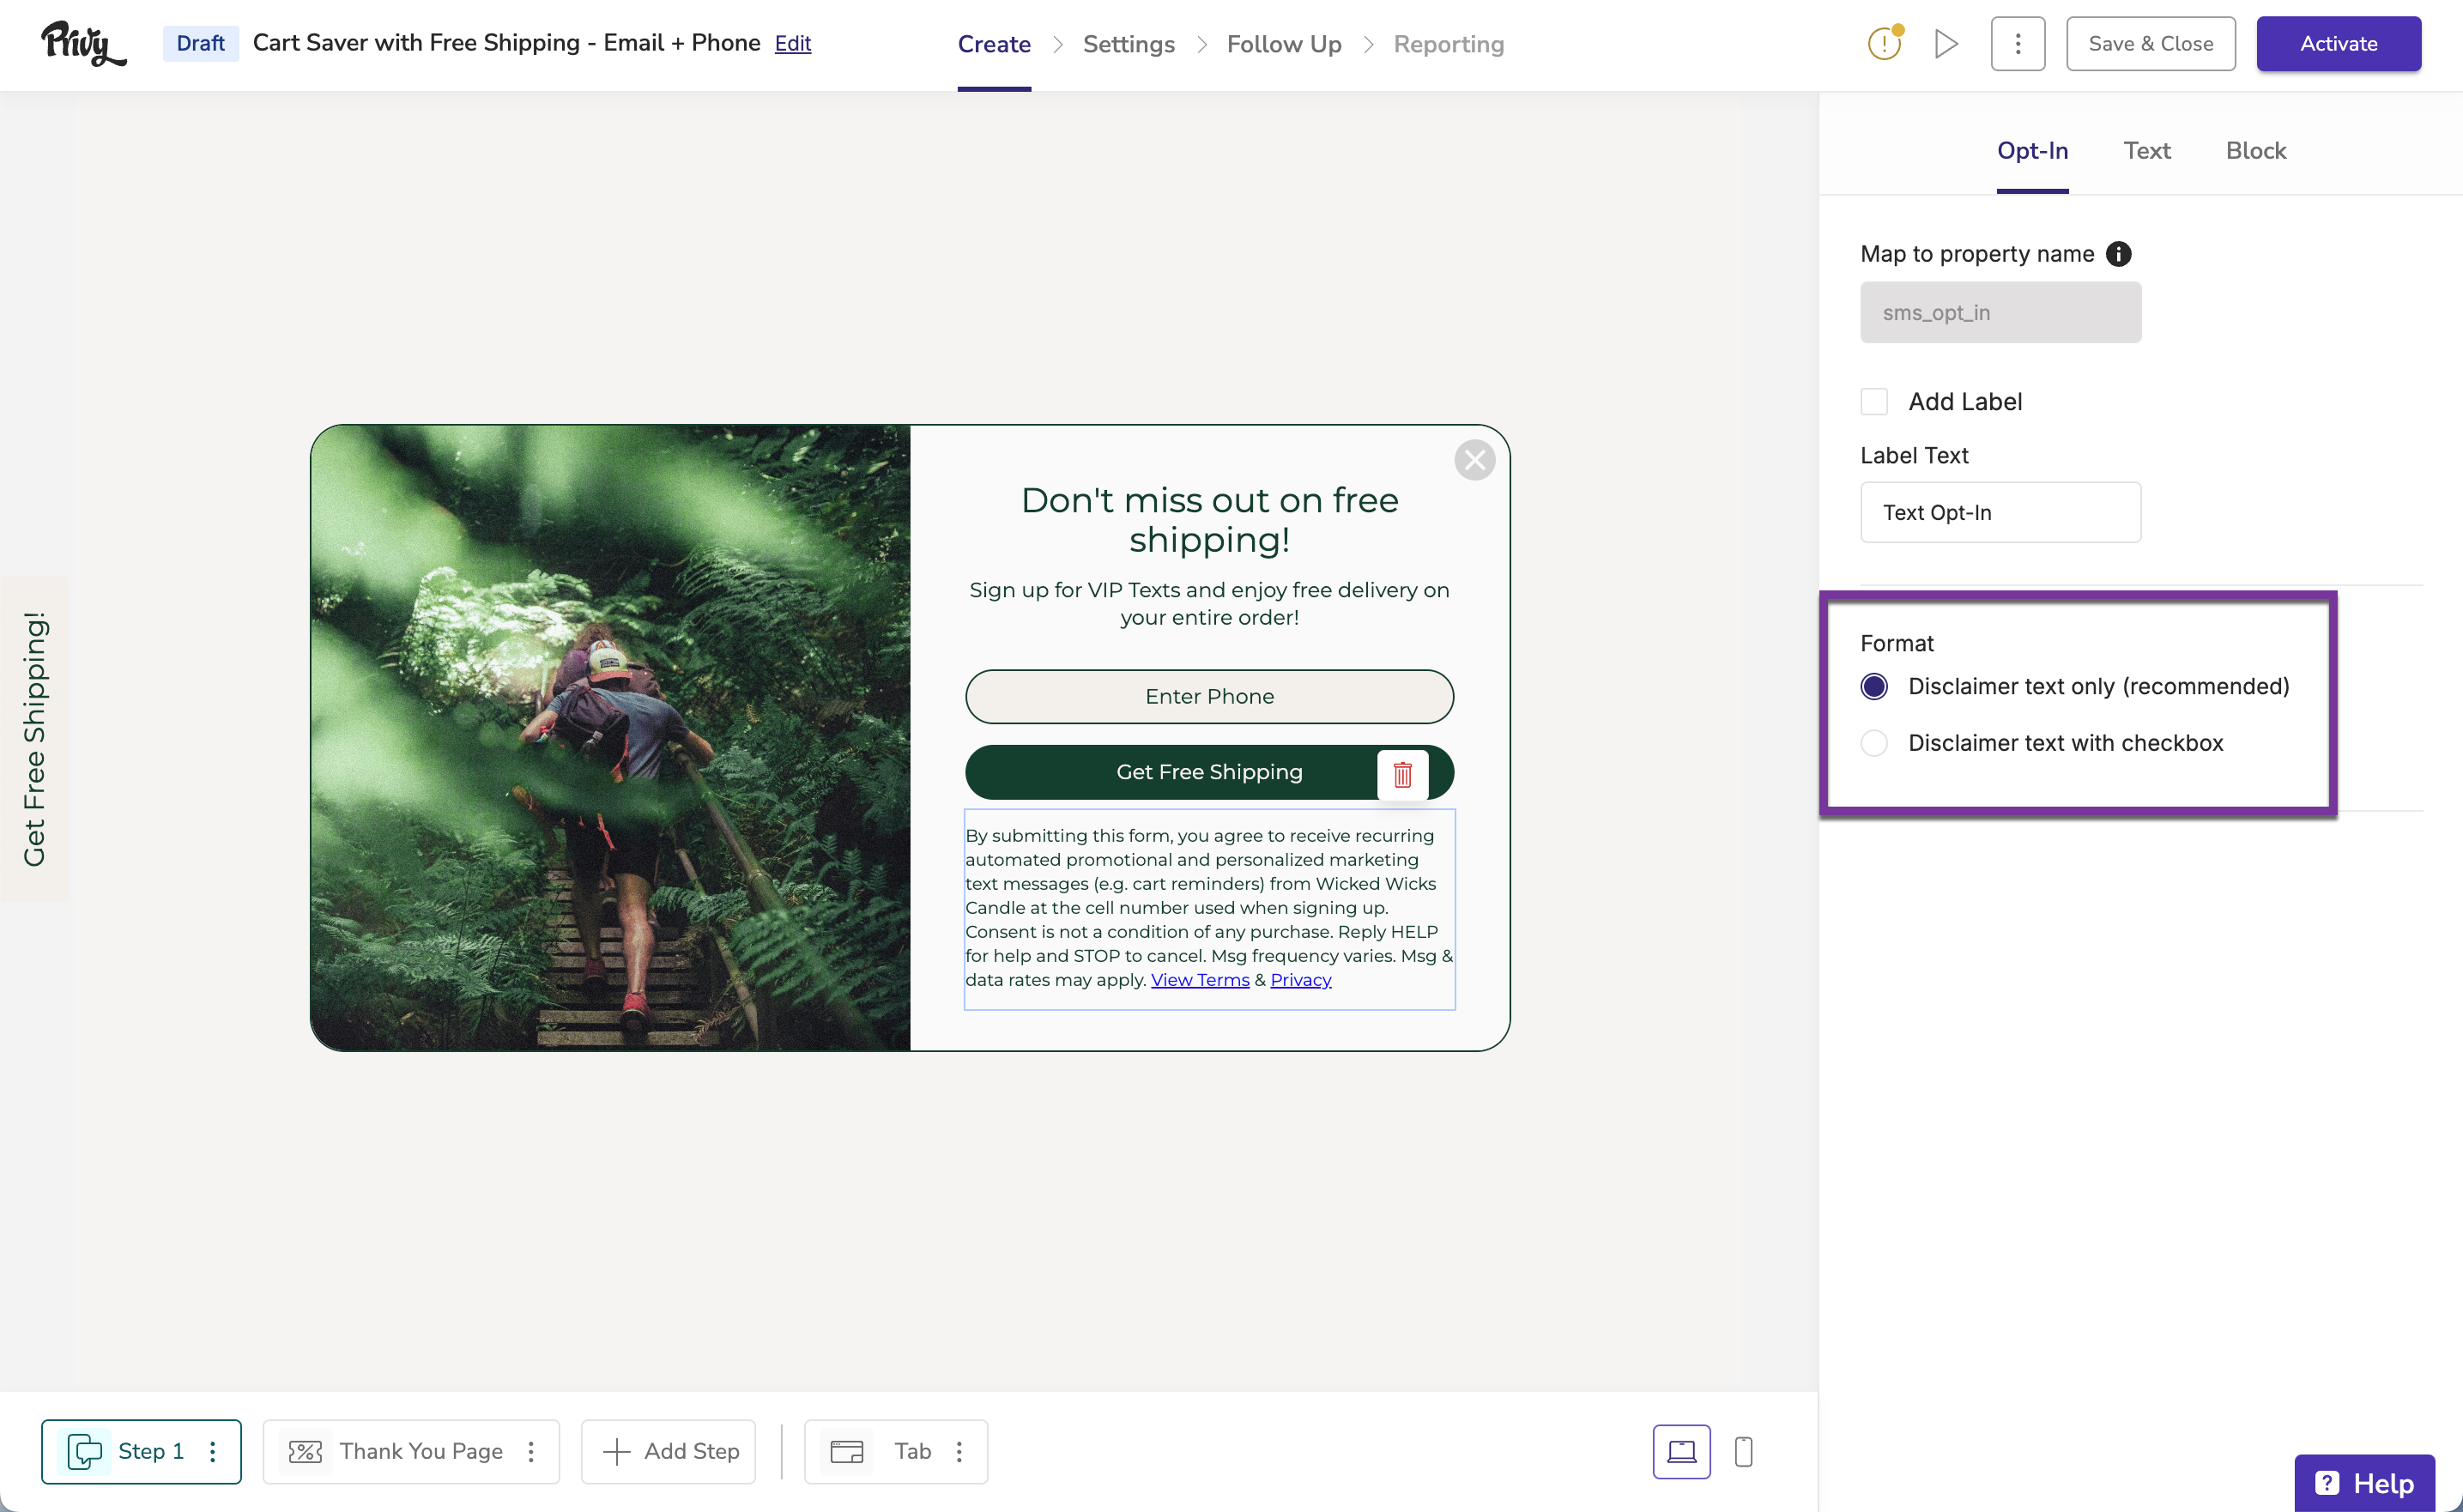 Privy
Draft
Cart Saver with Free Shipping - Email + Phone
Edit
Create
Settings
Follow Up
Reporting
Save & Close
Activate
Opt-In
Text
Block
Map to property name
sms_opt_in
Add Label
Label Text
Text Opt-In
Format
Disclaimer text only (recommended)
Disclaimer text with checkbox
Get Free Shipping!
Don't miss out on free
shipping!
Sign up for VIP Texts and enjoy free delivery on
your entire order!
Enter Phone
Get Free Shipping
By submitting this form, you agree to receive recurring
automated promotional and personalized marketing
text messages (e.g. cart reminders) from Wicked Wicks
Candle at the cell number used when signing up.
Consent is not a condition of any purchase. Reply HELP
for help and STOP to cancel. Msg frequency varies. Msg &
data rates may apply. View Terms & Privacy
Step 1
Thank You Page
Add Step
Tab
? Help